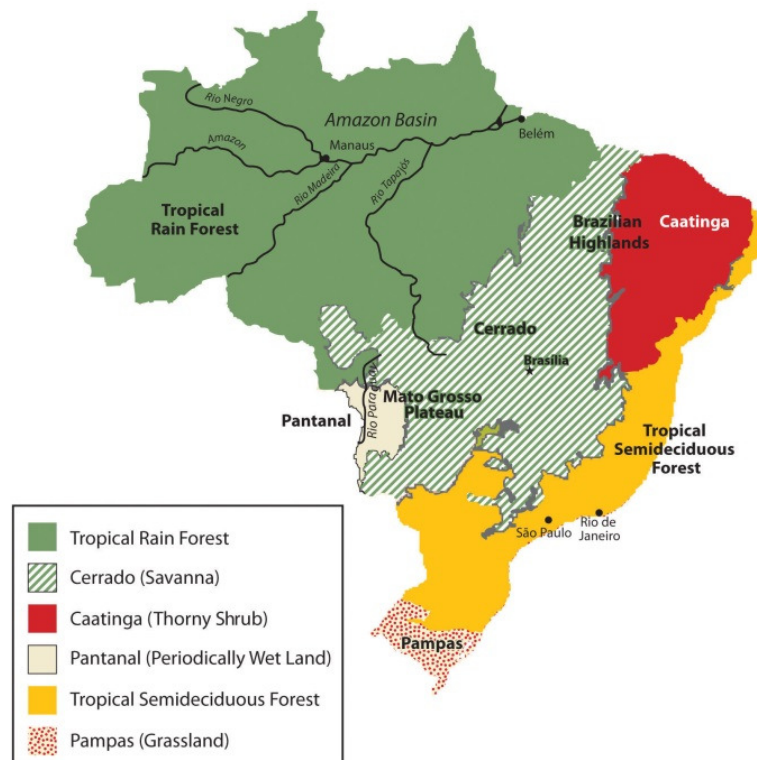 Rio Negro
Amazon Basin
Belém
Amazon
Manaus
Rio Madeira
Rio Tapajós
Tropical
Rain Forest
Brazilian
Highlands
Caatinga
Cerrado
Brasília
Rio Paraguay
Mato Grosso
Plateau
Pantanal
Tropical
Semideciduous
Forest
São Paulo
Rio de
Janeiro
Pampas
Tropical Rain Forest
Cerrado (Savanna)
Caatinga (Thorny Shrub)
Pantanal (Periodically Wet Land)
Tropical Semideciduous Forest
Pampas (Grassland)